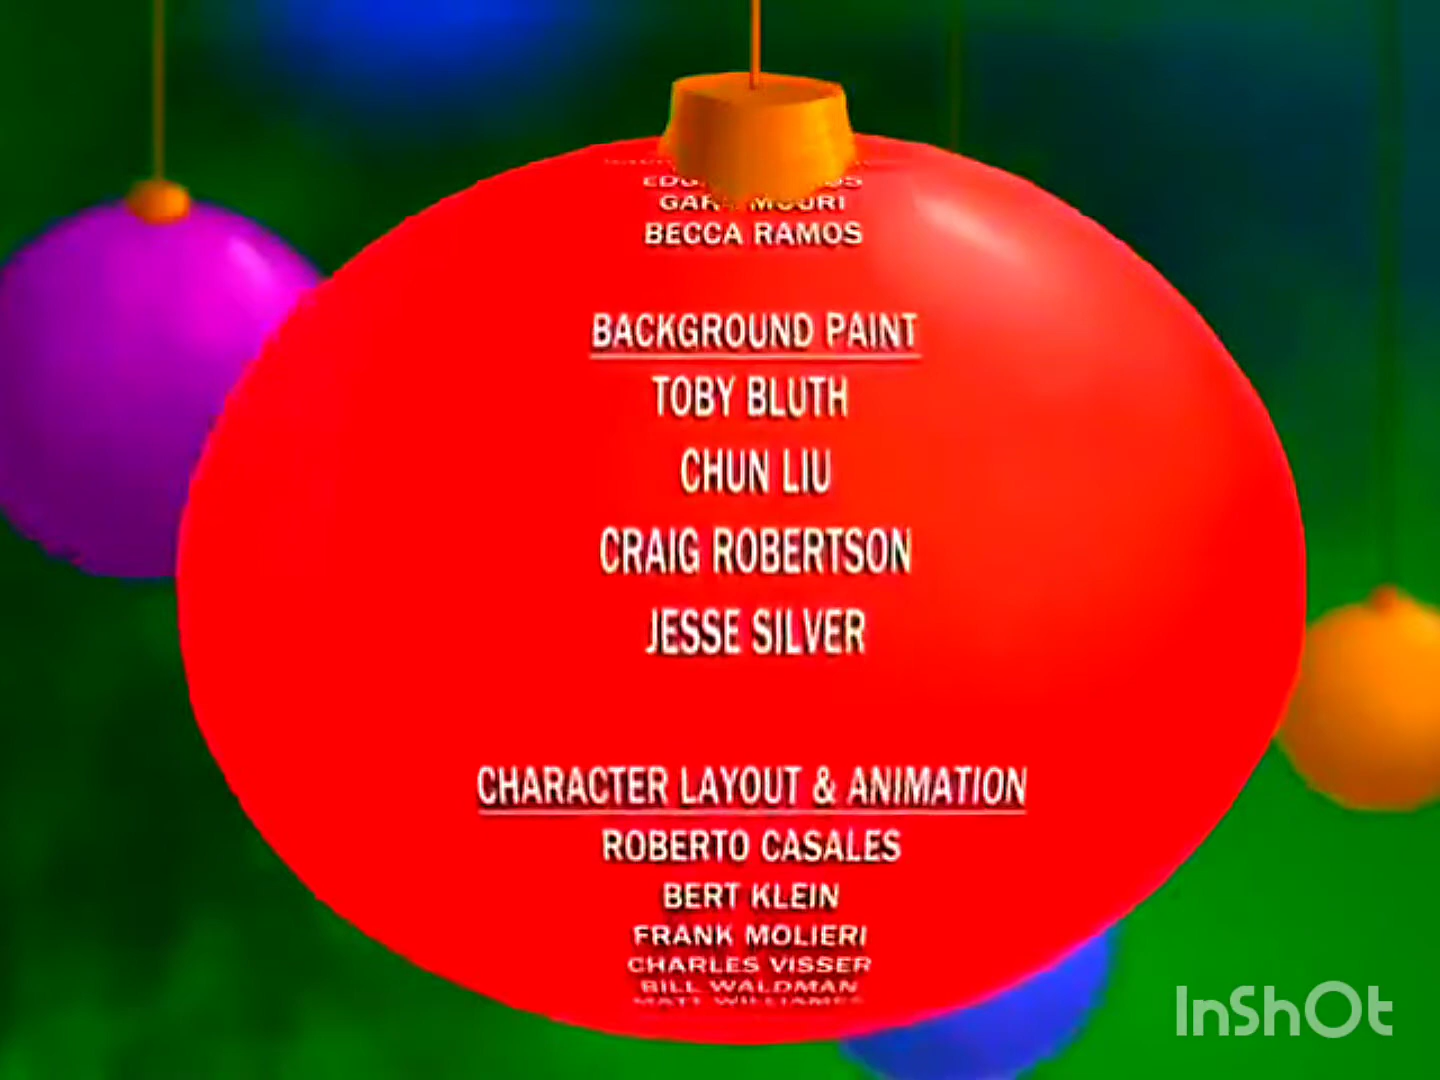 MOURI
BECCA RAMOS
BACKGROUND PAINT
TOBY BLUTH
CHUN LIU
CRAIG ROBERTSON
JESSE SILVER
CHARACTER LAYOUT & ANIMATION
ROBERTO CASALES
BERT KLEIN
FRANK MOLIERI
CHARLES VISSER
BILL WALDMAN
InShOt